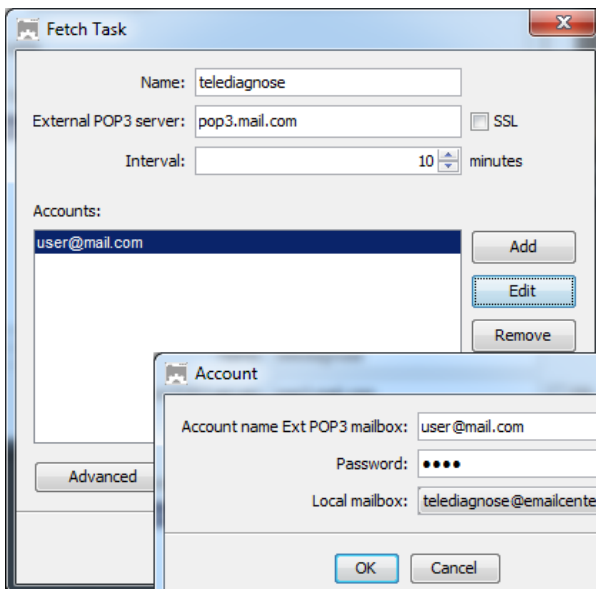 Fetch Task
Name: telediagnose
External POP3 server: pop3.mail.com SSL
Interval: 10 minutes
Accounts:
user@mail.com
Add
Edit
Remove
Account
Account name Ext POP3 mailbox: user@mail.com
Password: ••••
Local mailbox: telediagnose@emailcente
Advanced
OK Cancel